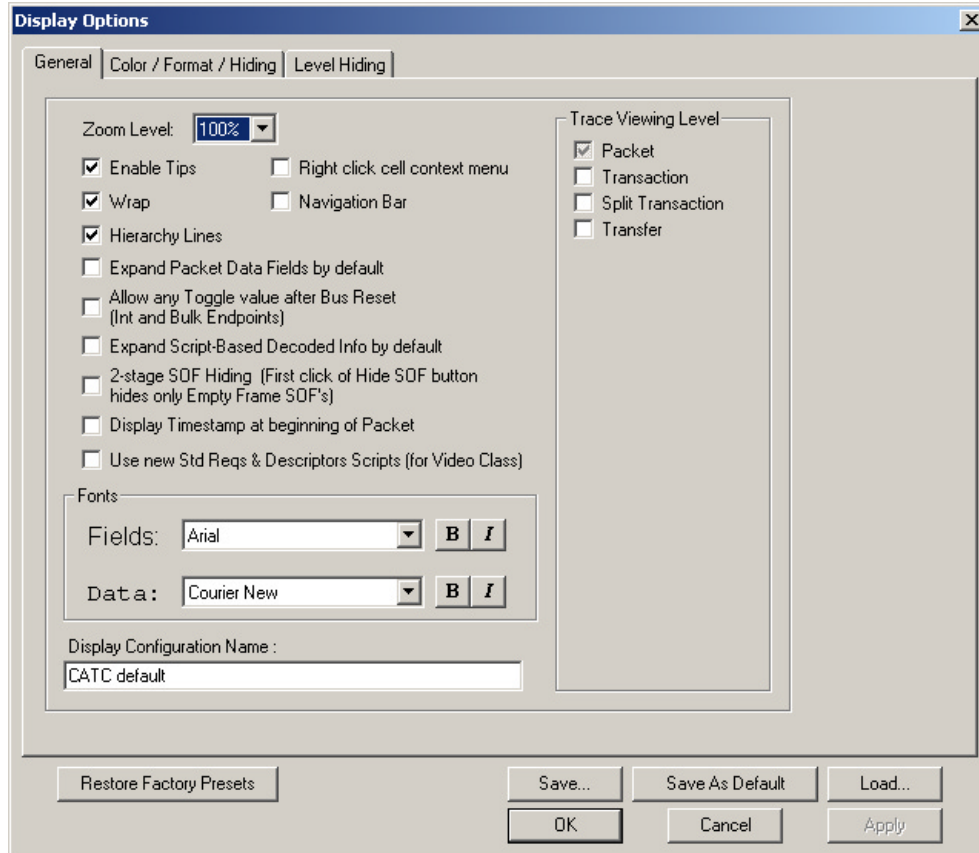 Display Options
General
Color / Format / Hiding
Level Hiding
Zoom Level:
100%
Enable Tips
Right click cell context menu
Wrap
Navigation Bar
Hierarchy Lines
Expand Packet Data Fields by default
Allow any Toggle value after Bus Reset
(Int and Bulk Endpoints)
Expand Script-Based Decoded Info by default
2-stage SOF Hiding (First click of Hide SOF button
hides only Empty Frame SOF's)
Display Timestamp at beginning of Packet
Use new Std Reqs & Descriptors Scripts (for Video Class)
Fonts
Fields:
Arial
B
I
Data:
Courier New
B
I
Display Configuration Name :
CATC default
Trace Viewing Level
Packet
Transaction
Split Transaction
Transfer
Restore Factory Presets
Save...
Save As Default
Load...
OK
Cancel
Apply